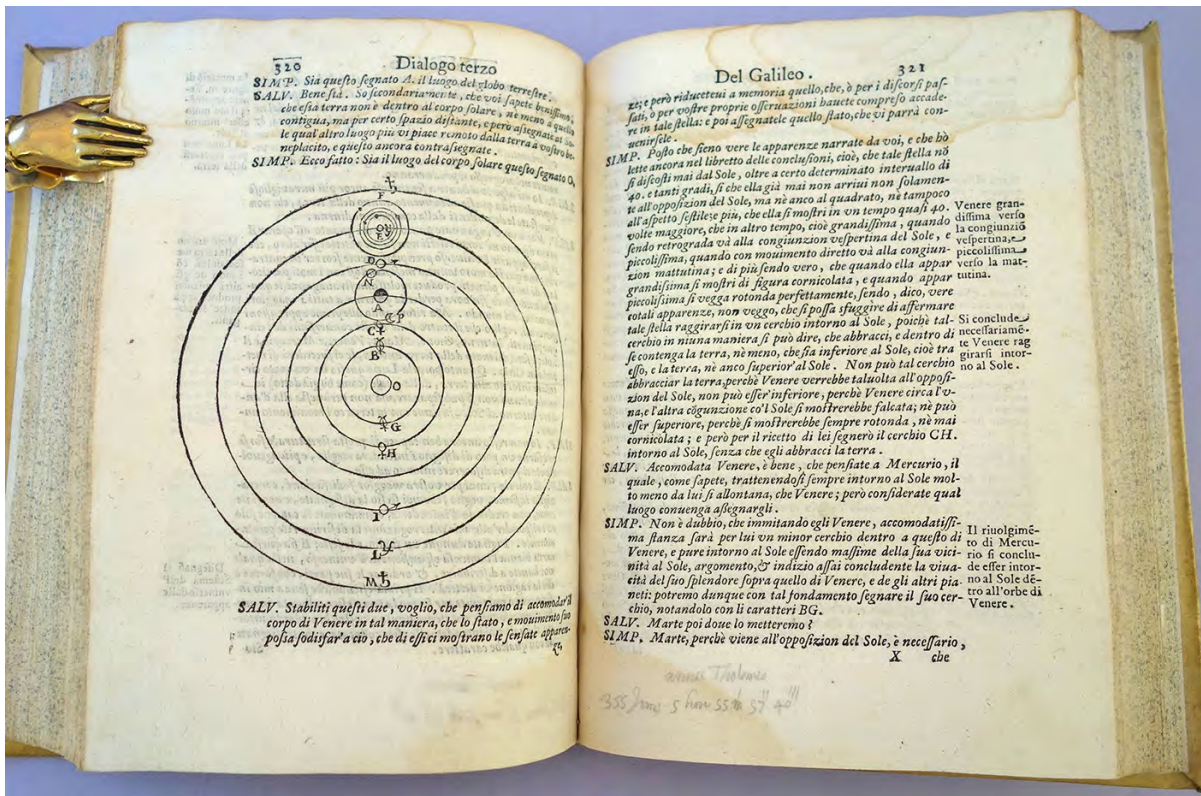 320 Dialogo terzo
SIMP. Sia questo segnato A. il luogo del globo terrestre.
SALV. Bene stà. So secondariamente, che voi sapete benissimo,
che essa terra non è dentro al corpo solare, nè meno a quello
contigua, ma per certo spazio distante, e però assegnate al Sole
le qual'altro luogo più vi piace remoto dalla terra a vostro be-
neplacito, e questo ancora contrassegnate.
SIMP. Ecco fatto: Sia il luogo del corpo solare questo segnato O,
E
D
N
A
C P
C
B
O
G
H
I
L
M
SALV. Stabiliti questi due, voglio, che pensiamo di accomodar'il
corpo di Venere in tal maniera, che lo stato, e mouimento suo
possa sodisfar'a ciò, che di essi ci mostrano le sensate apparen-
ze,
Del Galileo. 321
ze; e però riduceteui a memoria quello, che, ò per i discorsi pas-
sati, ò per vostre proprie osseruazioni hauete compreso accade-
re in tale stella: e poi assegnatele quello stato, che vi parrà con-
uenirsele.
SIMP. Posto che sieno vere le apparenze narrate da voi, e che hò
lette ancora nel libretto delle conclusioni, cioè, che tale stella nō
si discosti mai dal Sole, oltre a certo determinato interuallo di
40. e tanti gradi, sì che ella già mai non arriui non solamen-
te all'opposizion del Sole, ma nè anco al quadrato, nè tampoco
all'aspetto sestile: e più, che ella si mostri in vn tempo quasi 40.
volte maggiore, che in altro tempo, cioè grandissima, quando
sendo retrograda và alla congiunzion vespertina del Sole, e
piccolissima, quando con mouimento diretto và alla congiun-
zion mattutina; e di più sendo vero, che quando ella appar
grandissima si mostri di figura cornicolata, e quando appar
piccolissima si vegga rotonda perfettamente, sendo, dico, vere
cotali apparenze, non veggo, che si possa sfuggire di affermare
tale stella raggirarsi in vn cerchio intorno al Sole, poichè tal
cerchio in niuna maniera si può dire, che abbracci, e dentro di
se contenga la terra, nè meno, che sia inferiore al Sole, cioè tra
esso, e la terra, nè anco superior'al Sole. Non può tal cerchio
abbracciar la terra, perchè Venere verrebbe taluolta all'opposi-
zion del Sole, non può esser'inferiore, perchè Venere circa l'v-
na, e l'altra cōgunzione co'l Sole si mostrerebbe falcata; nè può
esser superiore, perchè si mostrerebbe sempre rotonda, nè mai
cornicolata; e però per il ricetto di lei segnerò il cerchio CH.
intorno al Sole, senza che egli abbracci la terra.
SALV. Accomodata Venere, è bene, che pensiate a Mercurio, il
quale, come sapete, trattenendosi sempre intorno al Sole mol-
to meno da lui si allontana, che Venere; però considerate qual
luogo conuenga assegnargli.
SIMP. Non è dubbio, che immitando egli Venere, accomodatissi-
ma stanza sarà per lui vn minor cerchio dentro a questo di
Venere, e pure intorno al Sole essendo massime della sua vici-
nità al Sole, argomento, & indizio assai concludente la viua-
cità del suo splendore sopra quello di Venere, e de gli altri pia-
neti: potremo dunque con tal fondamento segnare il suo cer-
chio, notandolo con li caratteri BG.
SALV. Marte poi doue lo metteremo?
SIMP. Marte, perchè viene all'opposizion del Sole, è necessario,
X che
Venere gran-
dissima verso
la congiunziō
vespertina, e
piccolissima
verso la mat-
tutina.
Si conclude
necessariamē-
te Venere rag
girarsi intor-
no al Sole.
Il riuolgimē-
to di Mercu-
rio si conclu-
de esser intor-
no al Sole dē-
tro all'orbe di
Venere.